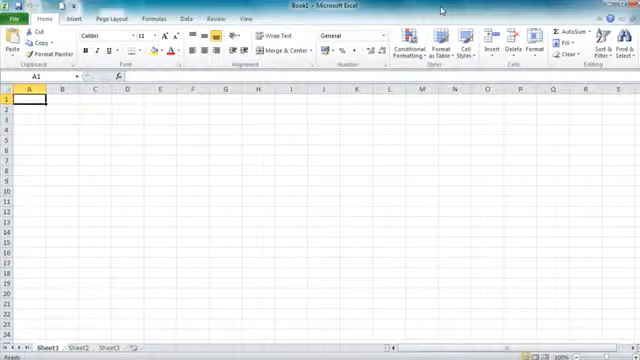 Book1 - Microsoft Excel
File Home Insert Page Layout Formulas Data Review View
Cut Calibri 11 Wrap Text General AutoSum
Copy Fill
Paste Format Painter B I U Merge & Center $ % , Conditional Formatting Format as Table Cell Styles Insert Delete Format Clear Sort & Filter Find & Select
Clipboard Font Alignment Number Styles Cells Editing
A1 fx
A B C D E F G H I J K L M N O P Q R S
1
2
3
4
5
6
7
8
9
10
11
12
13
14
15
16
17
18
19
20
21
22
23
24
Sheet1 Sheet2 Sheet3
Ready 100%